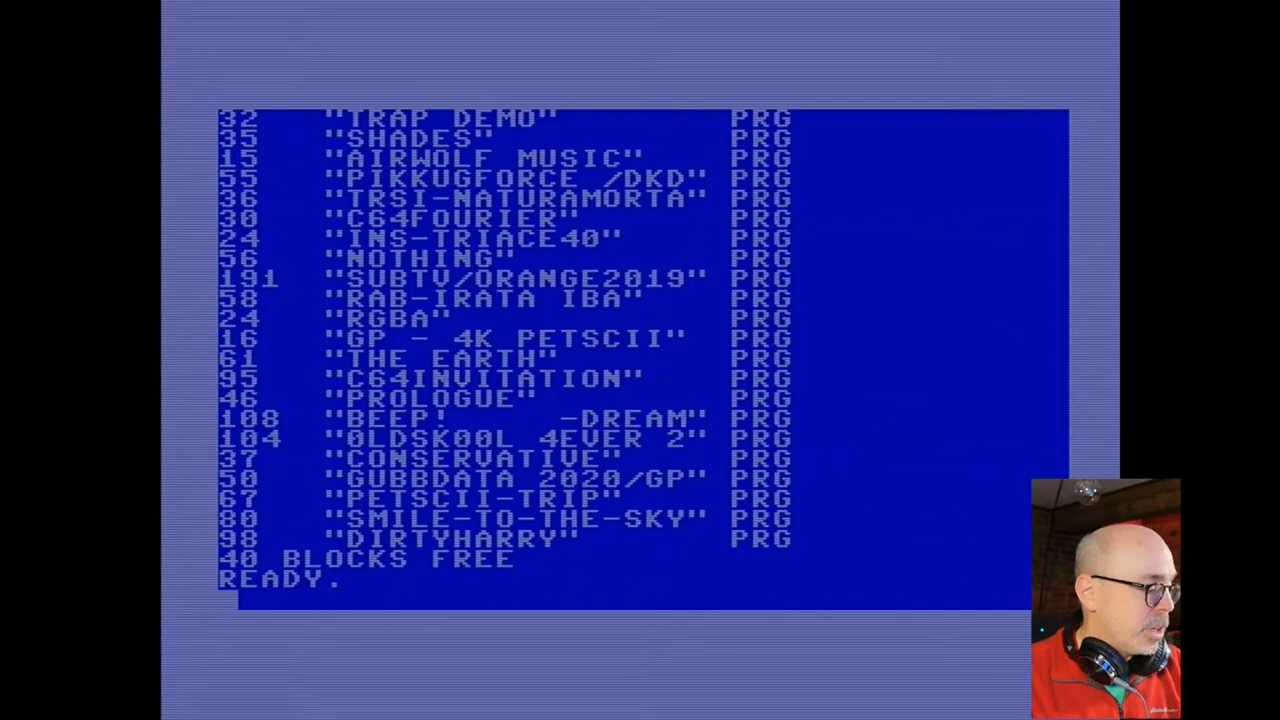 32 "TRAP DEMO" PRG
35 "SHADES" PRG
15 "AIRWOLF MUSIC" PRG
55 "PIKKUGFORCE /DKD" PRG
36 "TRSI-NATURAMORTA" PRG
30 "C64FOURIER" PRG
24 "INS-TRIACE40" PRG
56 "NOTHING" PRG
191 "SUBTV/ORANGE2019" PRG
58 "RAB-IRATA IBA" PRG
24 "RGBA" PRG
16 "GP - 4K PETSCII" PRG
61 "THE EARTH" PRG
95 "C64INVITATION" PRG
46 "PROLOGUE" PRG
108 "BEEP! -DREAM" PRG
104 "0LDSK00L 4EVER 2" PRG
37 "CONSERVATIVE" PRG
50 "GUBBDATA 2020/GP" PRG
67 "PETSCII-TRIP" PRG
80 "SMILE-TO-THE-SKY" PRG
98 "DIRTYHARRY" PRG
40 BLOCKS FREE
READY.